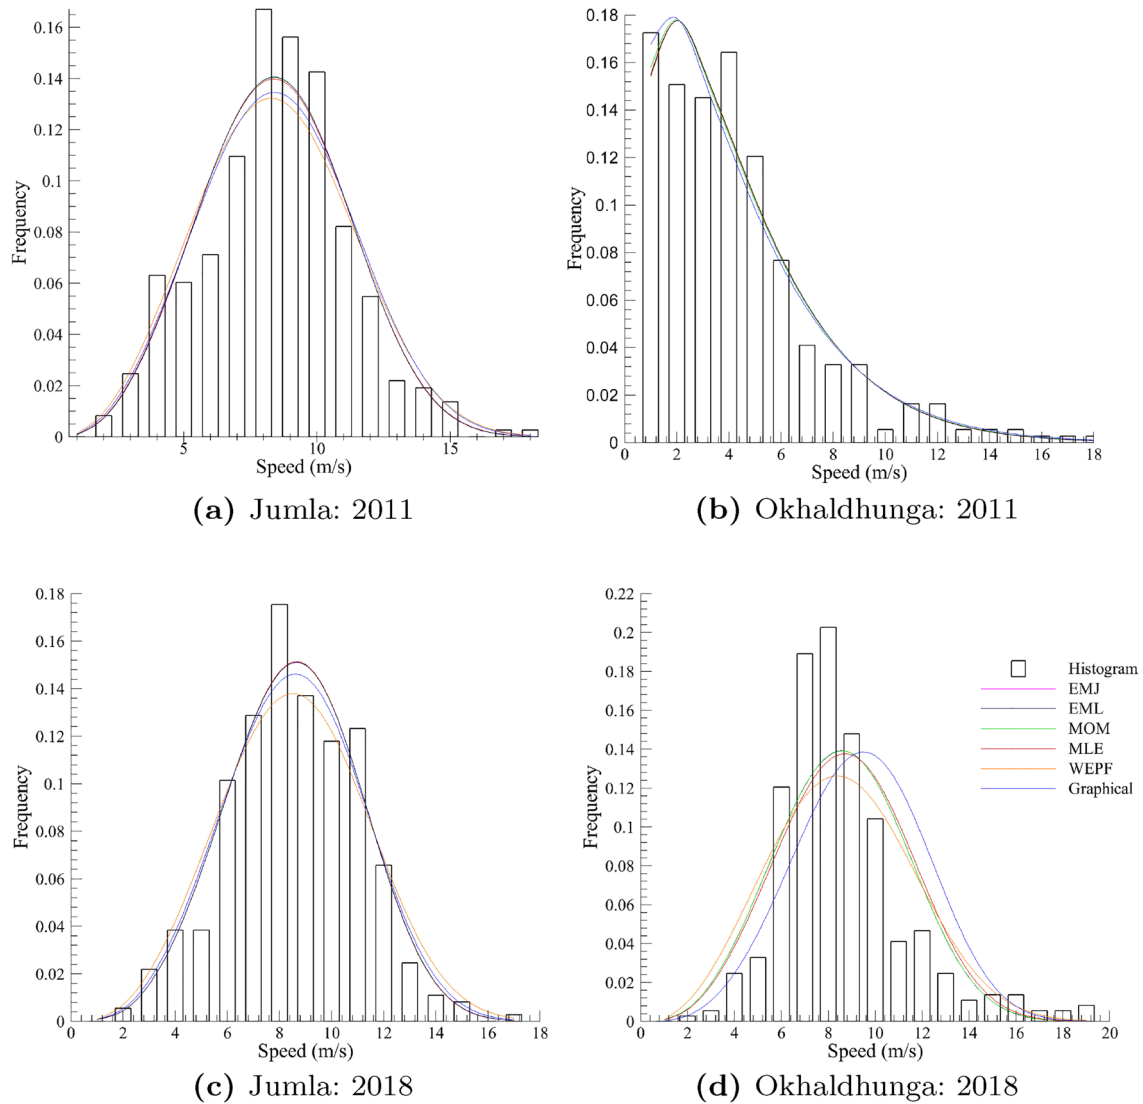 0.16
0.14
0.12
0.1
0.08
0.06
0.04
0.02
0
Frequency
5
10
15
Speed (m/s)
(a) Jumla: 2011
0.18
0.16
0.14
0.12
0.1
0.08
0.06
0.04
0.02
0
Frequency
0 2 4 6 8 10 12 14 16 18
Speed (m/s)
(b) Okhaldhunga: 2011
0.18
0.16
0.14
0.12
0.1
0.08
0.06
0.04
0.02
0
Frequency
0 2 4 6 8 10 12 14 16 18
Speed (m/s)
(c) Jumla: 2018
0.22
0.2
0.18
0.16
0.14
0.12
0.1
0.08
0.06
0.04
0.02
0
Frequency
0 2 4 6 8 10 12 14 16 18 20
Speed (m/s)
Histogram
EMJ
EML
MOM
MLE
WEPF
Graphical
(d) Okhaldhunga: 2018